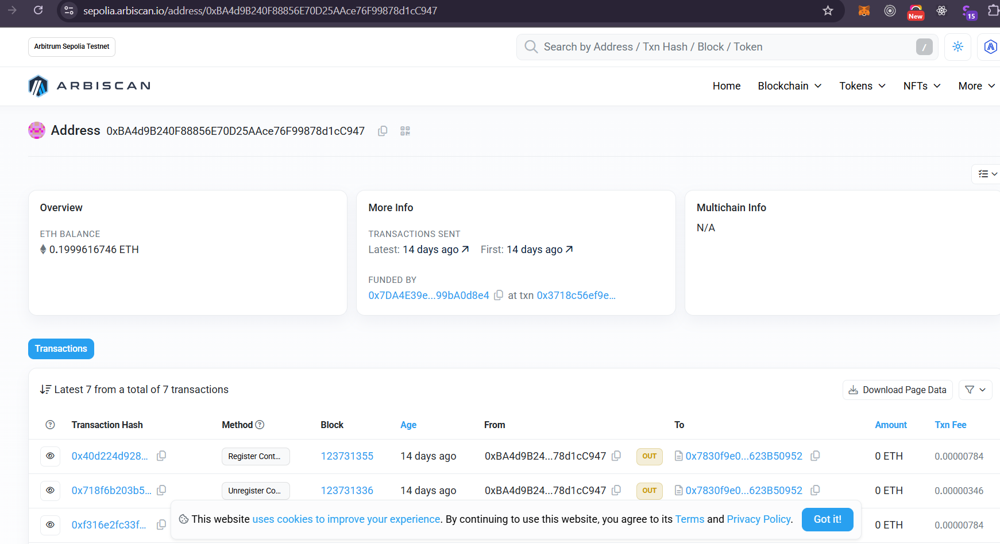 sepolia.arbiscan.io/address/0xBA4d9B240F88856E70D25AAce76F99878d1cC947
New
15
Arbitrum Sepolia Testnet
Search by Address / Txn Hash / Block / Token
/
ARBISCAN
Home Blockchain Tokens NFTs More
Address 0xBA4d9B240F88856E70D25AAce76F99878d1cC947
Overview
ETH BALANCE
0.1999616746 ETH
More Info
TRANSACTIONS SENT
Latest: 14 days ago First: 14 days ago
FUNDED BY
0x7DA4E39e...99bA0d8e4 at txn 0x3718c56ef9e...
Multichain Info
N/A
Transactions
Latest 7 from a total of 7 transactions
Download Page Data
Transaction Hash Method Block Age From To Amount Txn Fee
0x40d224d928... Register Cont... 123731355 14 days ago 0xBA4d9B24...78d1cC947 OUT 0x7830f9e0...623B50952 0 ETH 0.00000784
0x718f6b203b5... Unregister Co... 123731336 14 days ago 0xBA4d9B24...78d1cC947 OUT 0x7830f9e0...623B50952 0 ETH 0.00000346
0xf316e2fc33f... 0 ETH 0.00000784
This website uses cookies to improve your experience. By continuing to use this website, you agree to its Terms and Privacy Policy.
Got it!